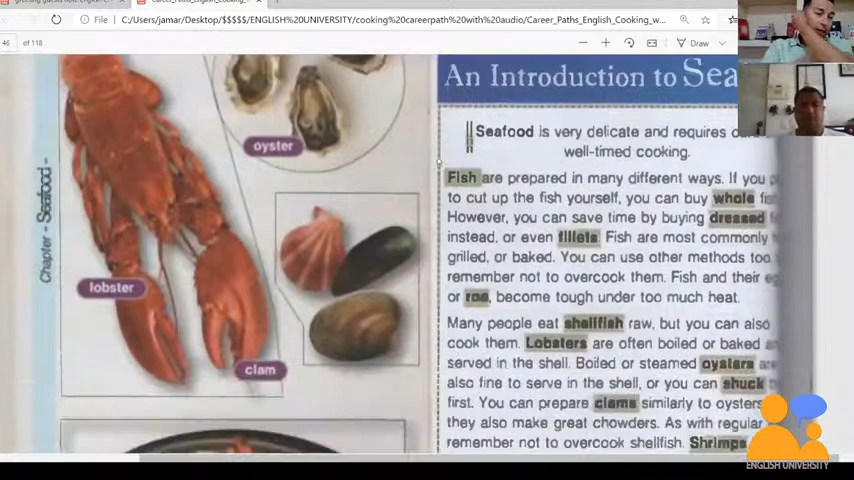 File
C:/Users/jamar/Desktop/$$$$$/ENGLISH UNIVERSITY/cooking%20careerpath%20with%20audio/Career_Paths_English_Cooking_w...
46 of 118
Draw
oyster
lobster
clam
Chapter - Seafood -
An Introduction to Sea
Seafood is very delicate and requires
well-timed cooking.
Fish are prepared in many different ways. If you
to cut up the fish yourself, you can buy whole
However, you can save time by buying dressed
instead, or even fillets. Fish are most commonly
grilled, or baked. You can use other methods too
remember not to overcook them. Fish and their
or roe, become tough under too much heat.
Many people eat shellfish raw, but you can also
cook them. Lobsters are often boiled or baked
served in the shell. Boiled or steamed oysters are
also fine to serve in the shell, or you can shuck
first. You can prepare clams similarly to oysters
they also make great chowders. As with regular
remember not to overcook shellfish. Shrimps
ENGLISH UNIVERSITY